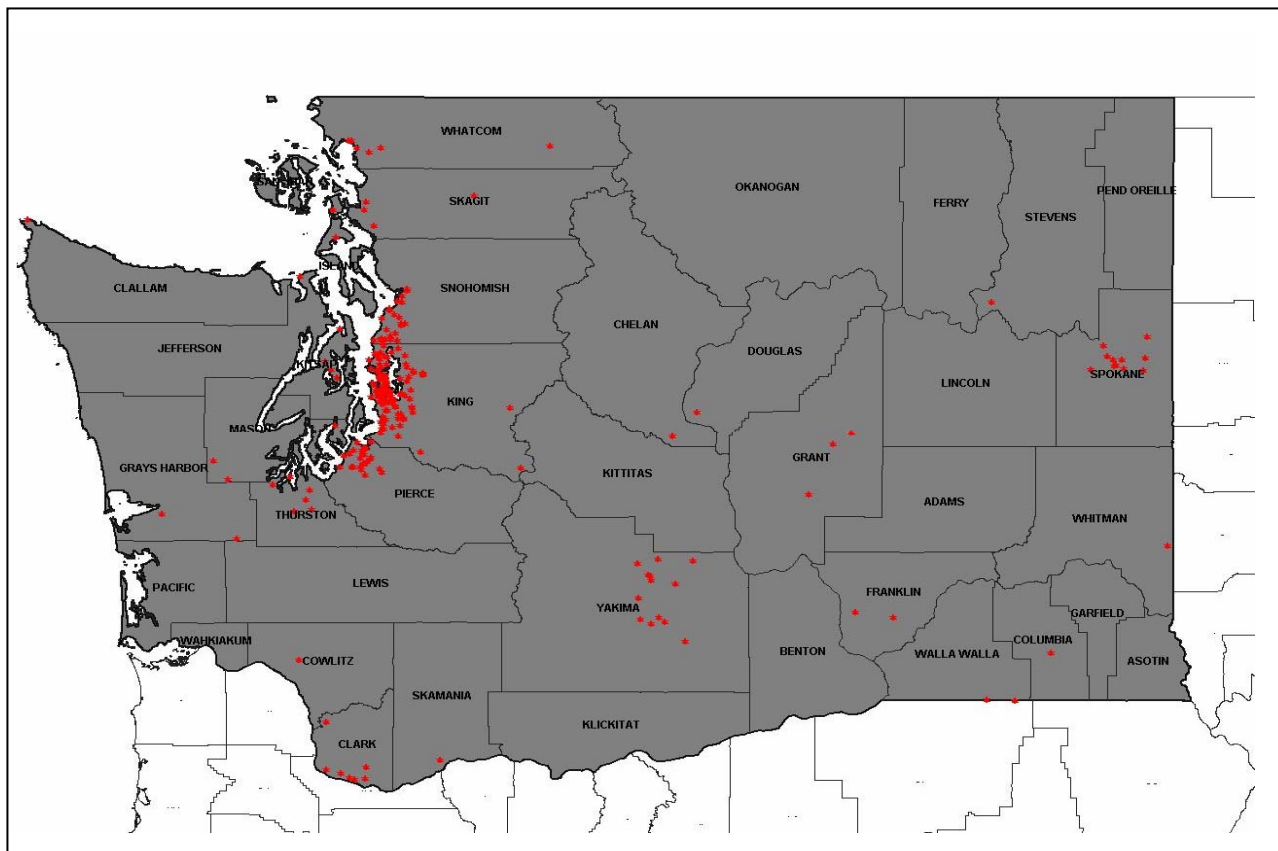 WHATCOM
OKANOGAN
FERRY
STEVENS
PEND OREILLE
SKAGIT
ISLAND
CLALLAM
SNOHOMISH
CHELAN
JEFFERSON
DOUGLAS
KITSAP
LINCOLN
SPOKANE
KING
MASON
GRAYS HARBOR
KITTITAS
GRANT
PIERCE
ADAMS
THURSTON
WHITMAN
LEWIS
PACIFIC
YAKIMA
FRANKLIN
GARFIELD
WAHKIAKUM
COLUMBIA
COWLITZ
BENTON
WALLA WALLA
ASOTIN
SKAMANIA
KLICKITAT
CLARK